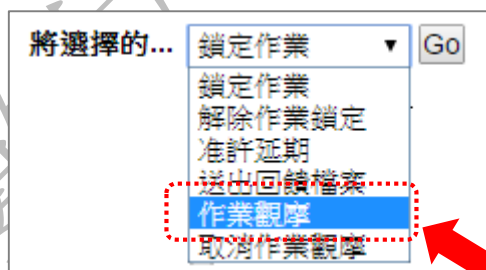 將選擇的... 鎖定作業 Go
鎖定作業
解除作業鎖定
准許延期
送出回饋檔案
作業觀摩
取消作業觀摩